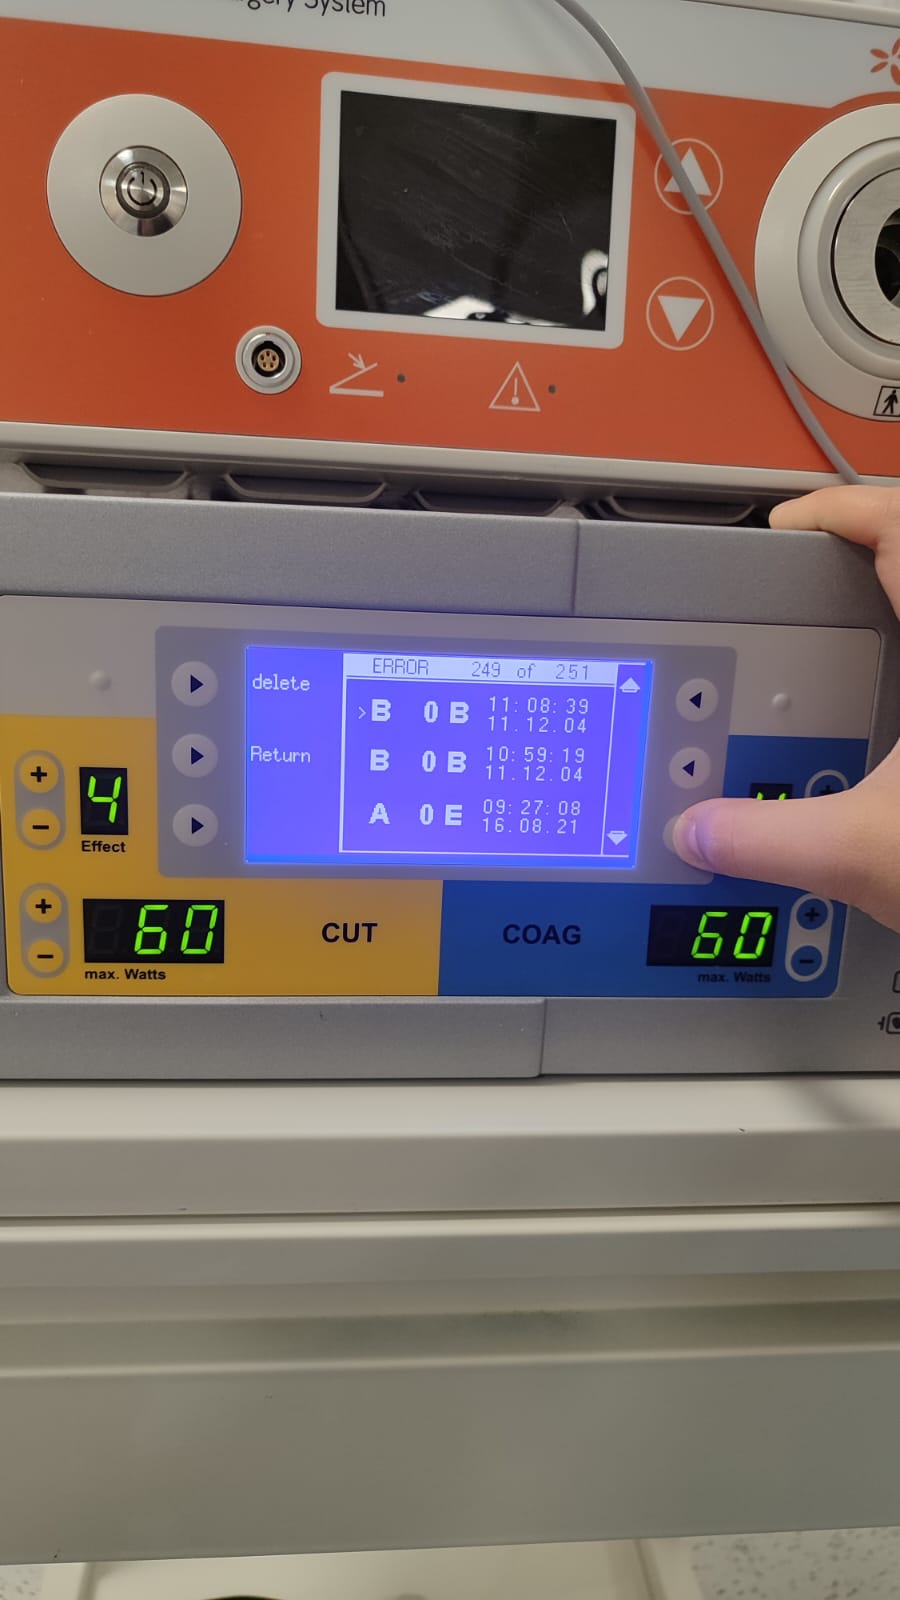 System
ERROR 249 of 251
delete
>B 0B 11:08:39
11.12.04
Return
B 0B 10:59:19
11.12.04
A 0E 09:27:08
16.08.21
+
-
4
Effect
+
-
60
max. Watts
CUT
COAG
60
max. Watts
+
-